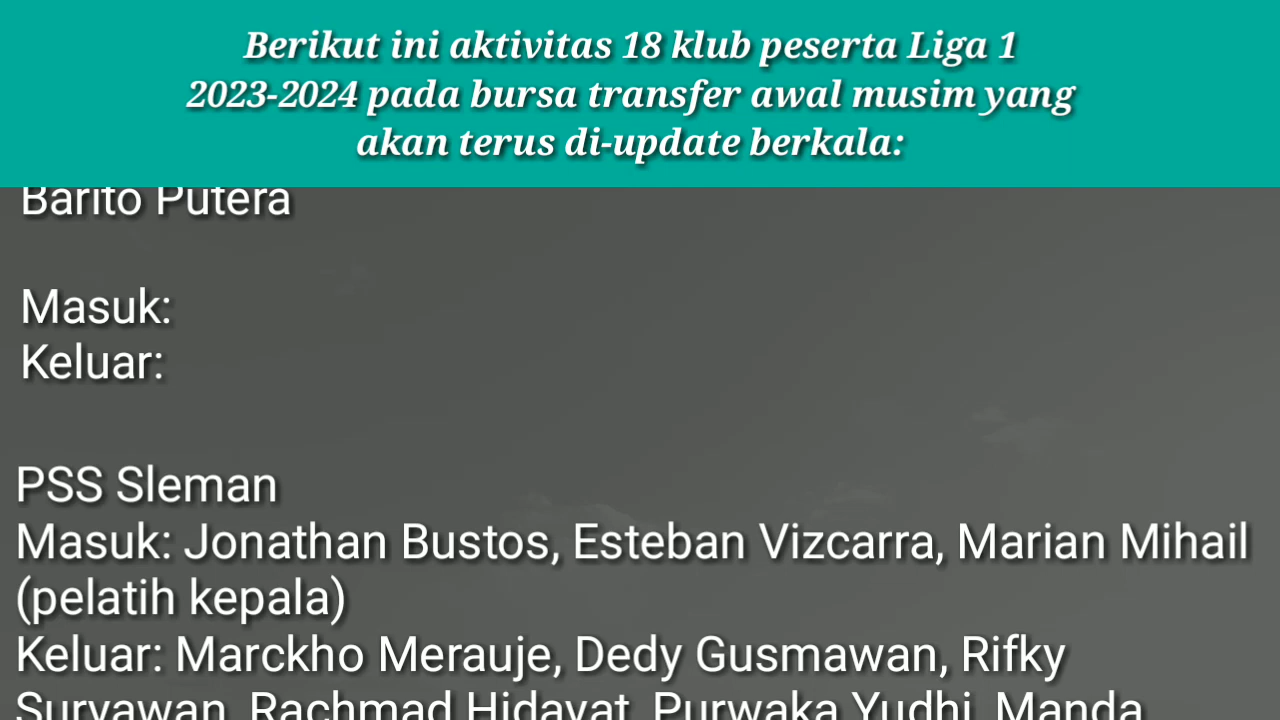 Berikut ini aktivitas 18 klub peserta Liga 1
2023-2024 pada bursa transfer awal musim yang
akan terus di-update berkala:
Barito Putera
Masuk:
Keluar:
PSS Sleman
Masuk: Jonathan Bustos, Esteban Vizcarra, Marian Mihail
(pelatih kepala)
Keluar: Marckho Merauje, Dedy Gusmawan, Rifky
Suryawan, Rachmad Hidayat, Purwaka Yudhi, Manda